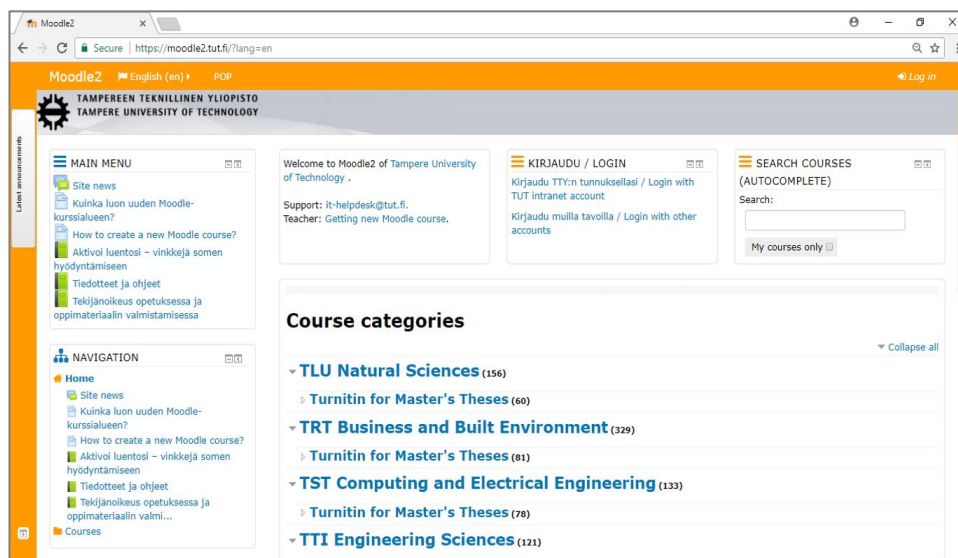 Moodle2
Secure | https://moodle2.tut.fi/?lang=en
Moodle2 English (en) POP Log in
TAMPEREEN TEKNILLINEN YLIOPISTO
TAMPERE UNIVERSITY OF TECHNOLOGY
Latest announcements
MAIN MENU
Site news
Kuinka luon uuden Moodle-
kurssialueen?
How to create a new Moodle course?
Aktivoi luentosi – vinkkejä somen
hyödyntämiseen
Tiedotteet ja ohjeet
Tekijänoikeus opetuksessa ja
oppimateriaalin valmistamisessa
NAVIGATION
Home
Site news
Kuinka luon uuden Moodle-
kurssialueen?
How to create a new Moodle course?
Aktivoi luentosi – vinkkejä somen
hyödyntämiseen
Tiedotteet ja ohjeet
Tekijänoikeus opetuksessa ja
oppimateriaalin valmi...
Courses
Welcome to Moodle2 of Tampere University
of Technology .
Support: it-helpdesk@tut.fi.
Teacher: Getting new Moodle course.
KIRJAUDU / LOGIN
Kirjaudu TTY:n tunnuksellasi / Login with
TUT intranet account
Kirjaudu muilla tavoilla / Login with other
accounts
SEARCH COURSES
(AUTOCOMPLETE)
Search:
My courses only
Course categories
Collapse all
TLU Natural Sciences (156)
Turnitin for Master's Theses (60)
TRT Business and Built Environment (329)
Turnitin for Master's Theses (81)
TST Computing and Electrical Engineering (133)
Turnitin for Master's Theses (78)
TTI Engineering Sciences (121)